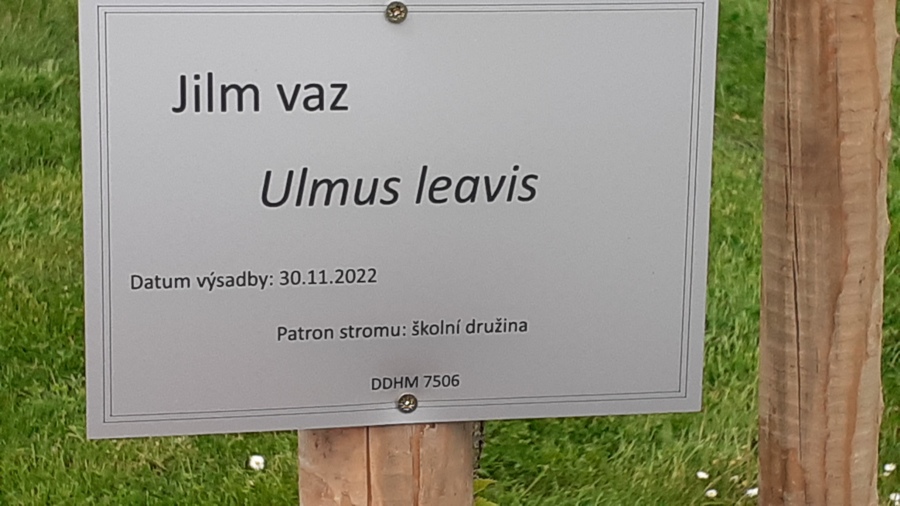 Jilm vaz
Ulmus leavis
Datum výsadby: 30.11.2022
Patron stromu: školní družina
DDHM 7506